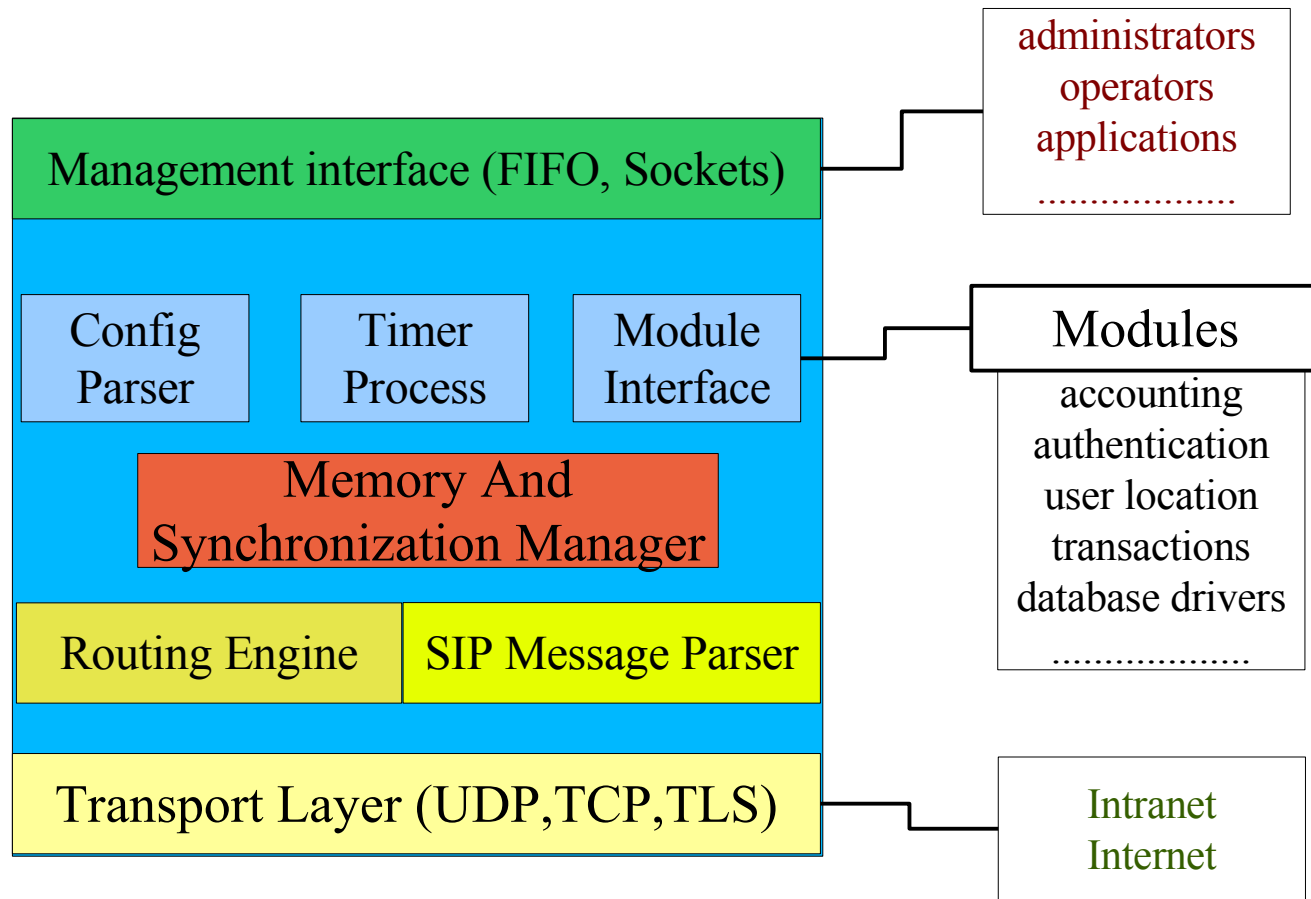 administrators
operators
applications
...................
Management interface (FIFO, Sockets)
Config
Parser
Timer
Process
Module
Interface
Modules
accounting
authentication
user location
transactions
database drivers
...................
Memory And
Synchronization Manager
Routing Engine
SIP Message Parser
Transport Layer (UDP,TCP,TLS)
Intranet
Internet